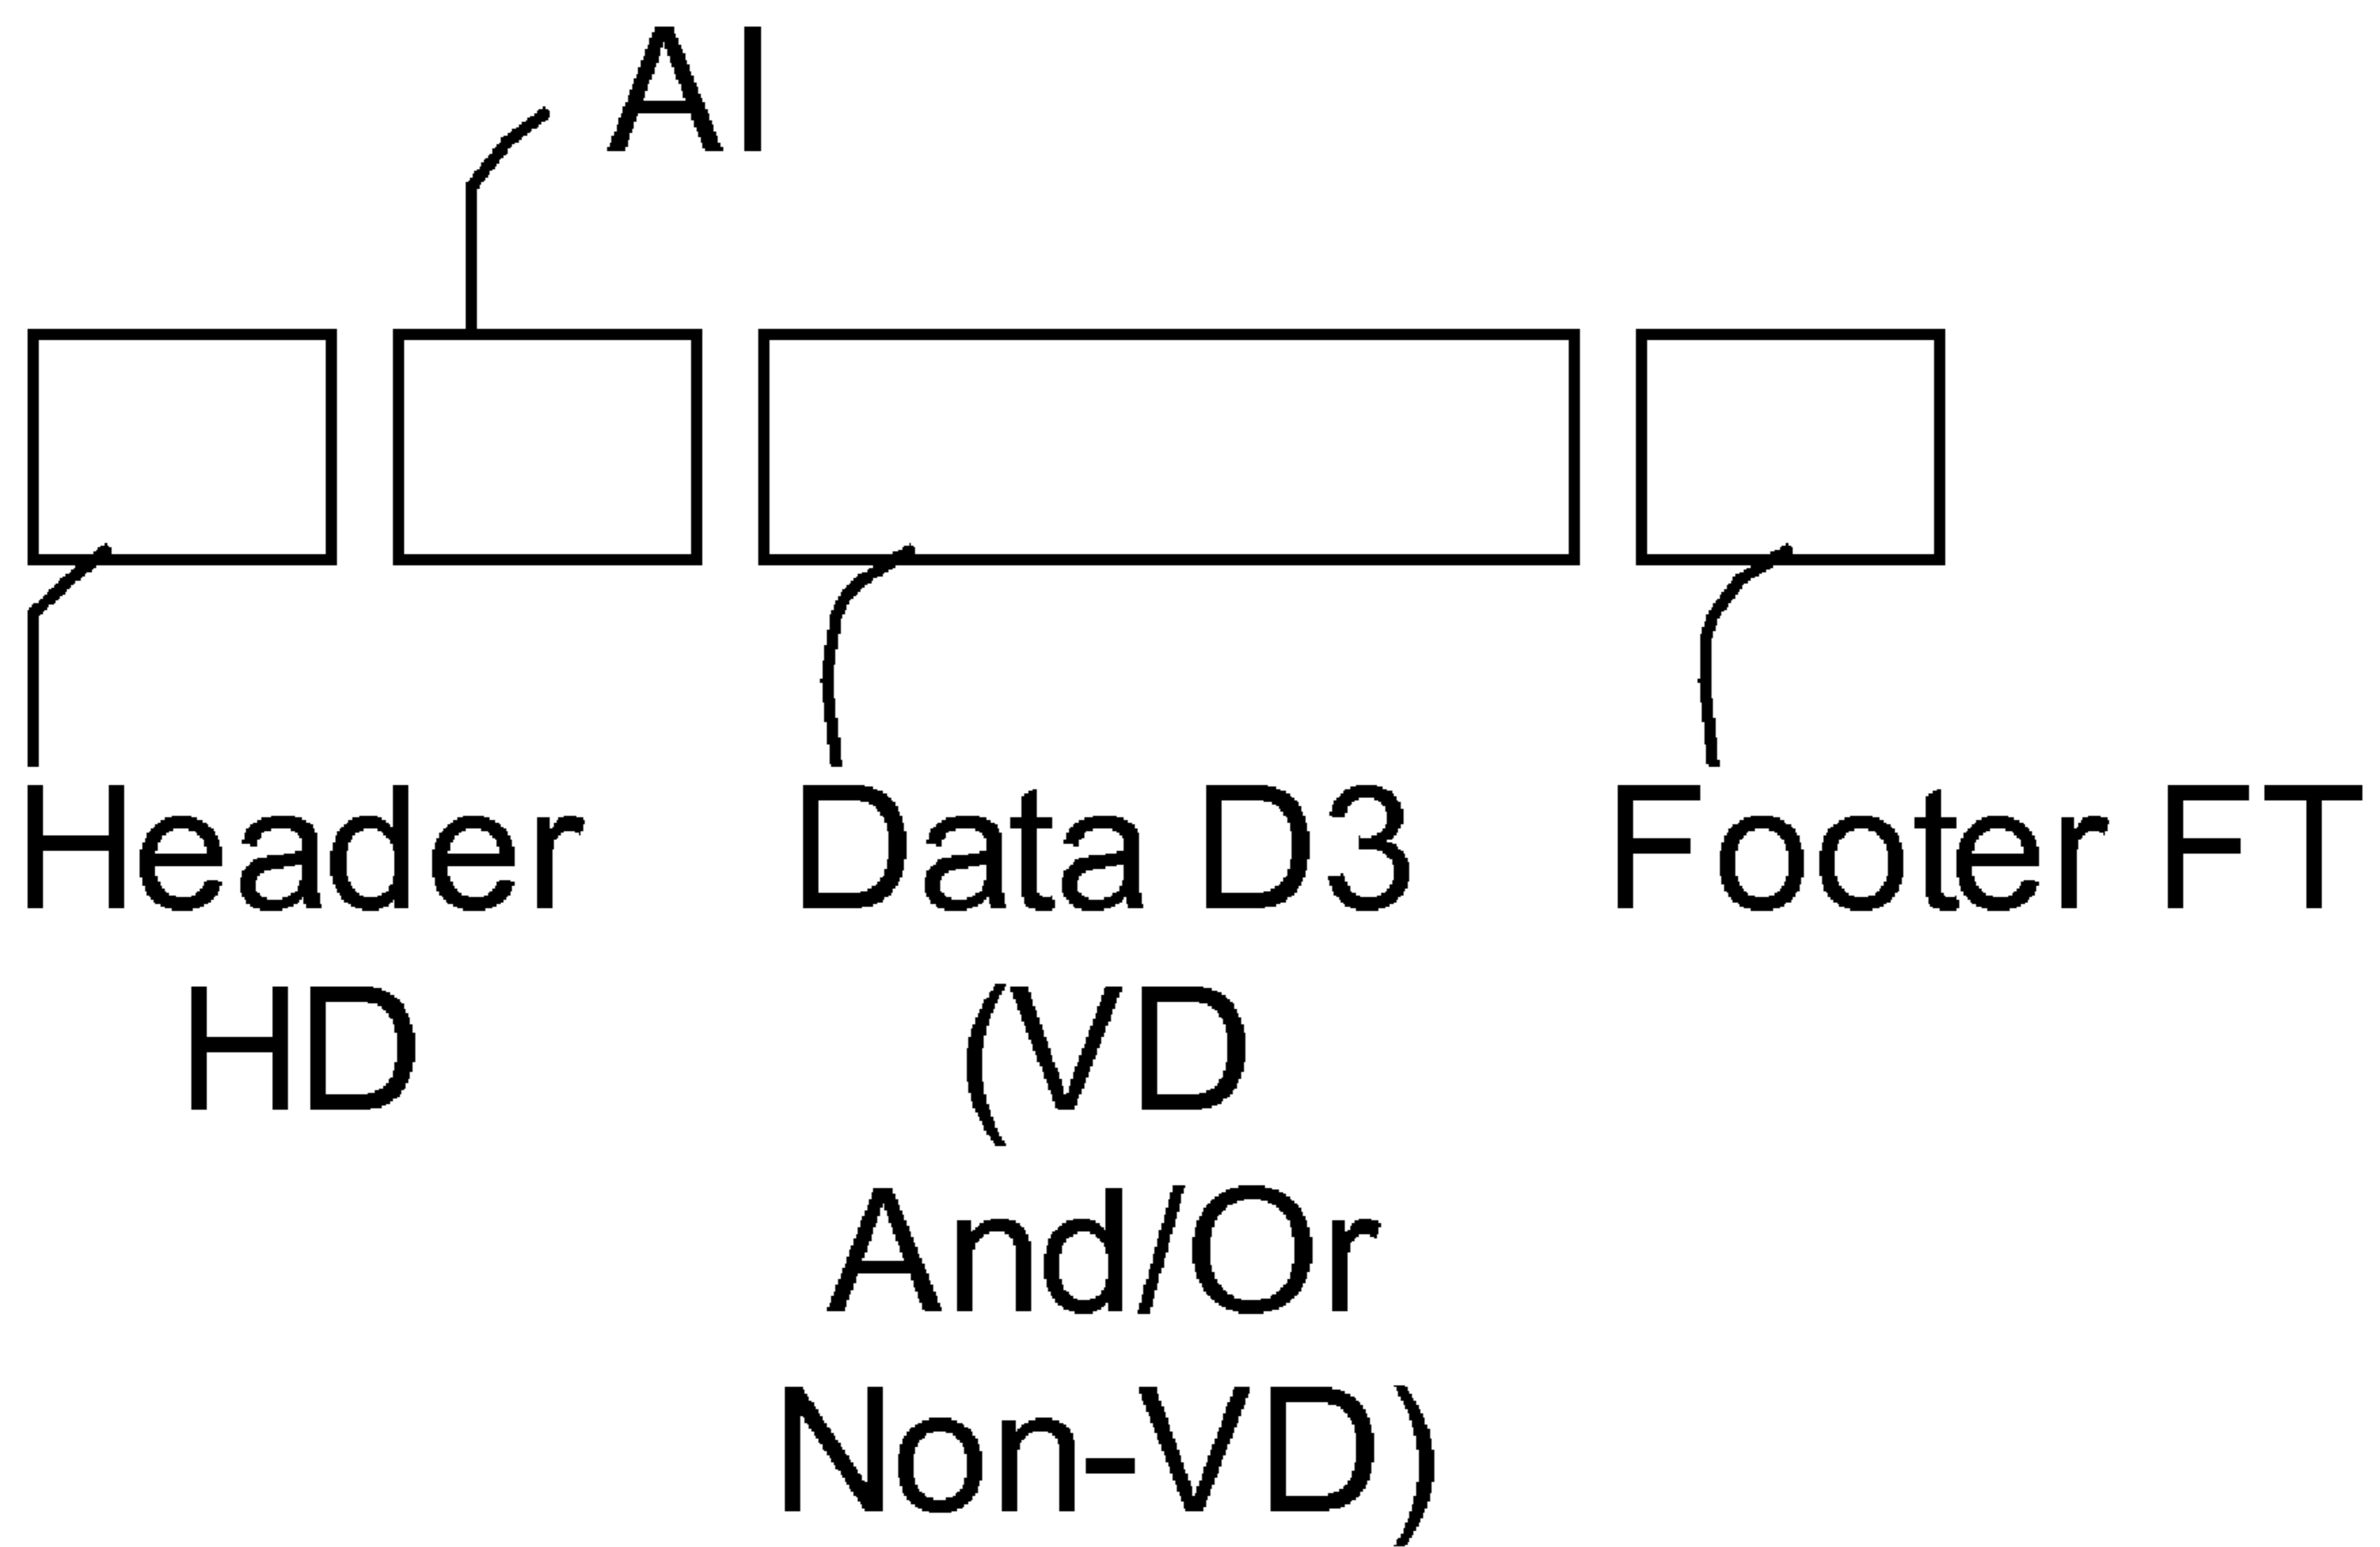 AI
Header
HD
Data D3
(VD
And/Or
Non-VD)
Footer FT